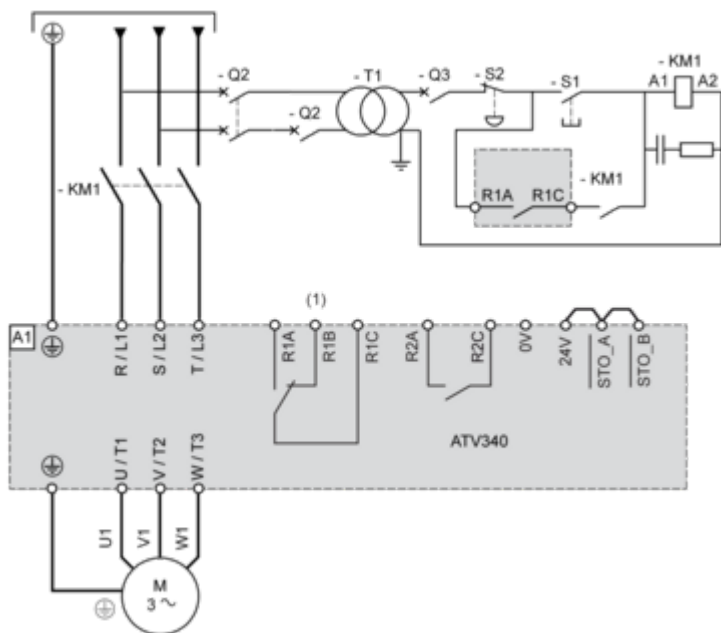 - Q2
- T1
- Q3
- S2
- S1
- KM1
A1
A2
- Q2
- KM1
R1A
R1C
- KM1
(1)
A1
R / L1
S / L2
T / L3
R1A
R1B
R1C
R2A
R2C
0V
24V
STO_A
STO_B
ATV340
U / T1
V / T2
W / T3
U1
V1
W1
M
3 ~